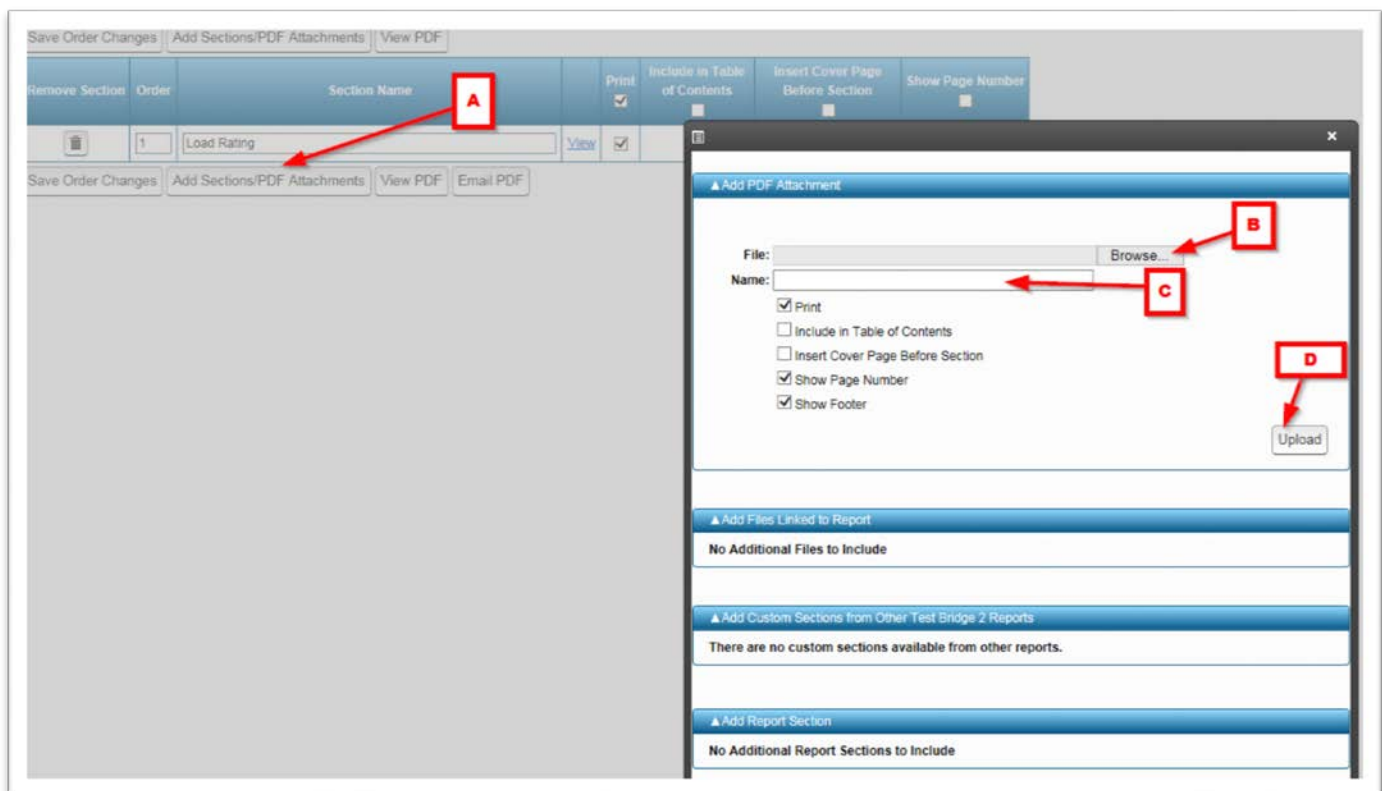 Save Order Changes Add Sections/PDF Attachments View PDF
Remove Section Order Section Name Print Include in Table of Contents Insert Cover Page Before Section Show Page Number
A
1 Load Rating View
Save Order Changes Add Sections/PDF Attachments View PDF Email PDF
×
▲Add PDF Attachment
B
File: Browse...
Name:
C
Print
Include in Table of Contents
Insert Cover Page Before Section
D
Show Page Number
Show Footer
Upload
▲Add Files Linked to Report
No Additional Files to Include
▲Add Custom Sections from Other Test Bridge 2 Reports
There are no custom sections available from other reports.
▲Add Report Section
No Additional Report Sections to Include